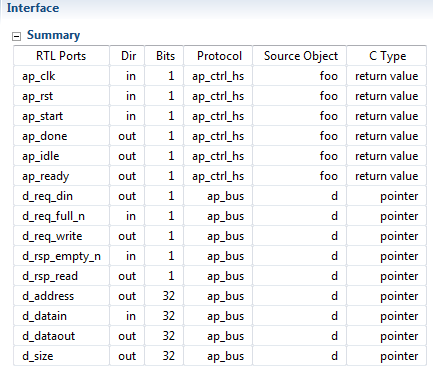 Interface
Summary
RTL Ports Dir Bits Protocol Source Object C Type
ap_clk in 1 ap_ctrl_hs foo return value
ap_rst in 1 ap_ctrl_hs foo return value
ap_start in 1 ap_ctrl_hs foo return value
ap_done out 1 ap_ctrl_hs foo return value
ap_idle out 1 ap_ctrl_hs foo return value
ap_ready out 1 ap_ctrl_hs foo return value
d_req_din out 1 ap_bus d pointer
d_req_full_n in 1 ap_bus d pointer
d_req_write out 1 ap_bus d pointer
d_rsp_empty_n in 1 ap_bus d pointer
d_rsp_read out 1 ap_bus d pointer
d_address out 32 ap_bus d pointer
d_datain in 32 ap_bus d pointer
d_dataout out 32 ap_bus d pointer
d_size out 32 ap_bus d pointer